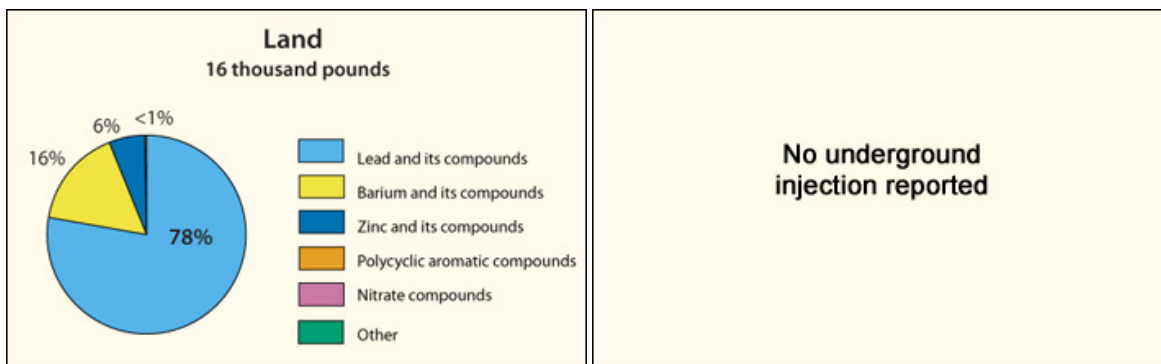 Land
16 thousand pounds
<1%
6%
16%
78%
Lead and its compounds
Barium and its compounds
Zinc and its compounds
Polycyclic aromatic compounds
Nitrate compounds
Other
No underground
injection reported